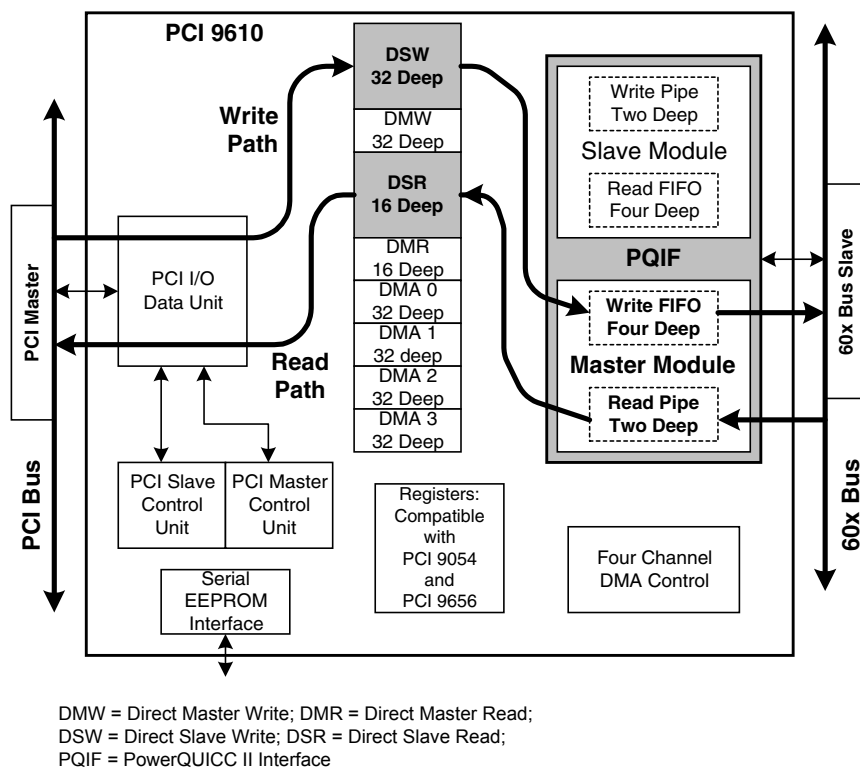 PCI 9610
DSW
32 Deep
DMW
32 Deep
DSR
16 Deep
DMR
16 Deep
DMA 0
32 Deep
DMA 1
32 deep
DMA 2
32 Deep
DMA 3
32 Deep
Write
Path
Read
Path
PCI Master
PCI Bus
PCI I/O
Data Unit
PCI Slave
Control
Unit
PCI Master
Control
Unit
Serial
EEPROM
Interface
Registers:
Compatible
with
PCI 9054
and
PCI 9656
Write Pipe
Two Deep
Slave Module
Read FIFO
Four Deep
PQIF
Write FIFO
Four Deep
Master Module
Read Pipe
Two Deep
Four Channel
DMA Control
60x Bus Slave
60x Bus
DMW = Direct Master Write; DMR = Direct Master Read;
DSW = Direct Slave Write; DSR = Direct Slave Read;
PQIF = PowerQUICC II Interface